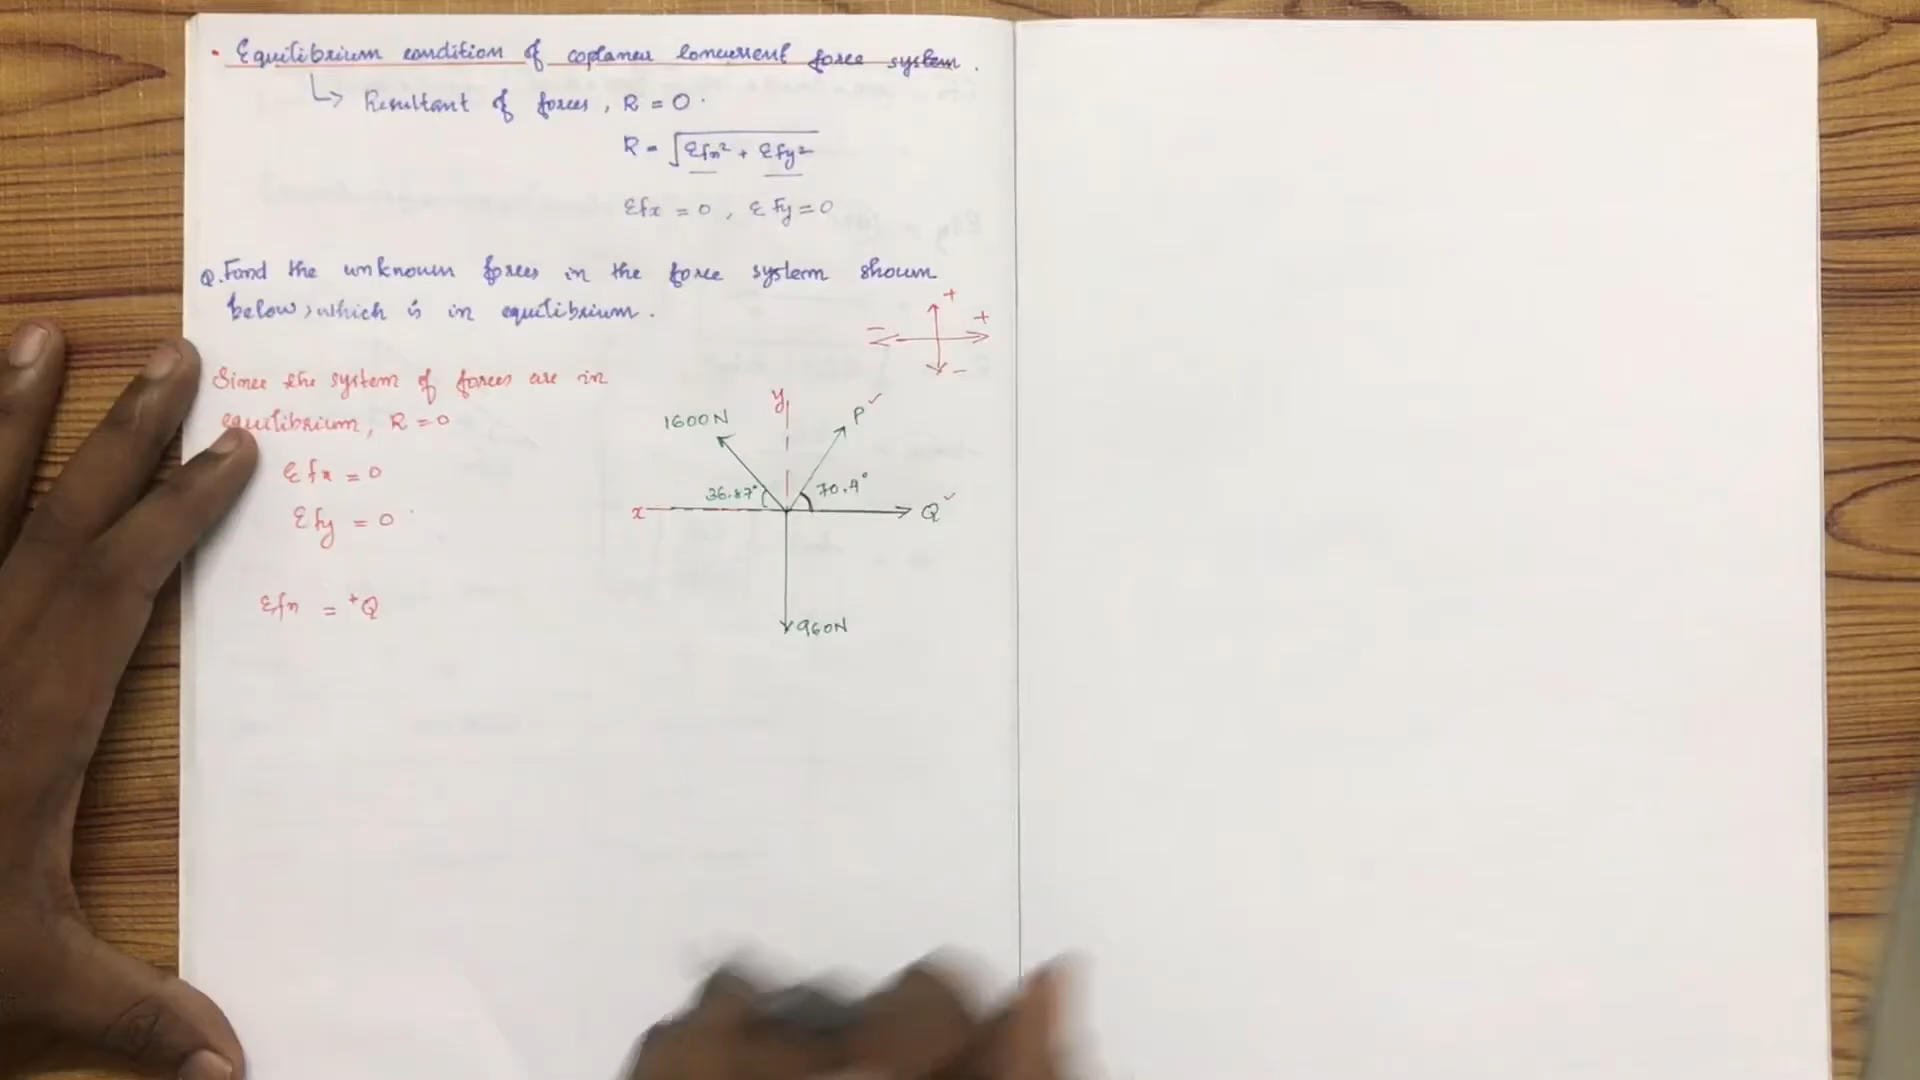 • Equilibrium condition of coplanar concurrent force system.
↳ Resultant of forces, R = 0.
R = √Σfx² + Σfy²
Σfx = 0, Σfy = 0
Q. Find the unknown forces in the force system shown
below, which is in equilibrium.
+
- +
-
Since the system of forces are in
equilibrium, R = 0
Σfx = 0
Σfy = 0
Σfx = +Q
y
1600N P✓
36.87° 70.4°
x Q✓
960N